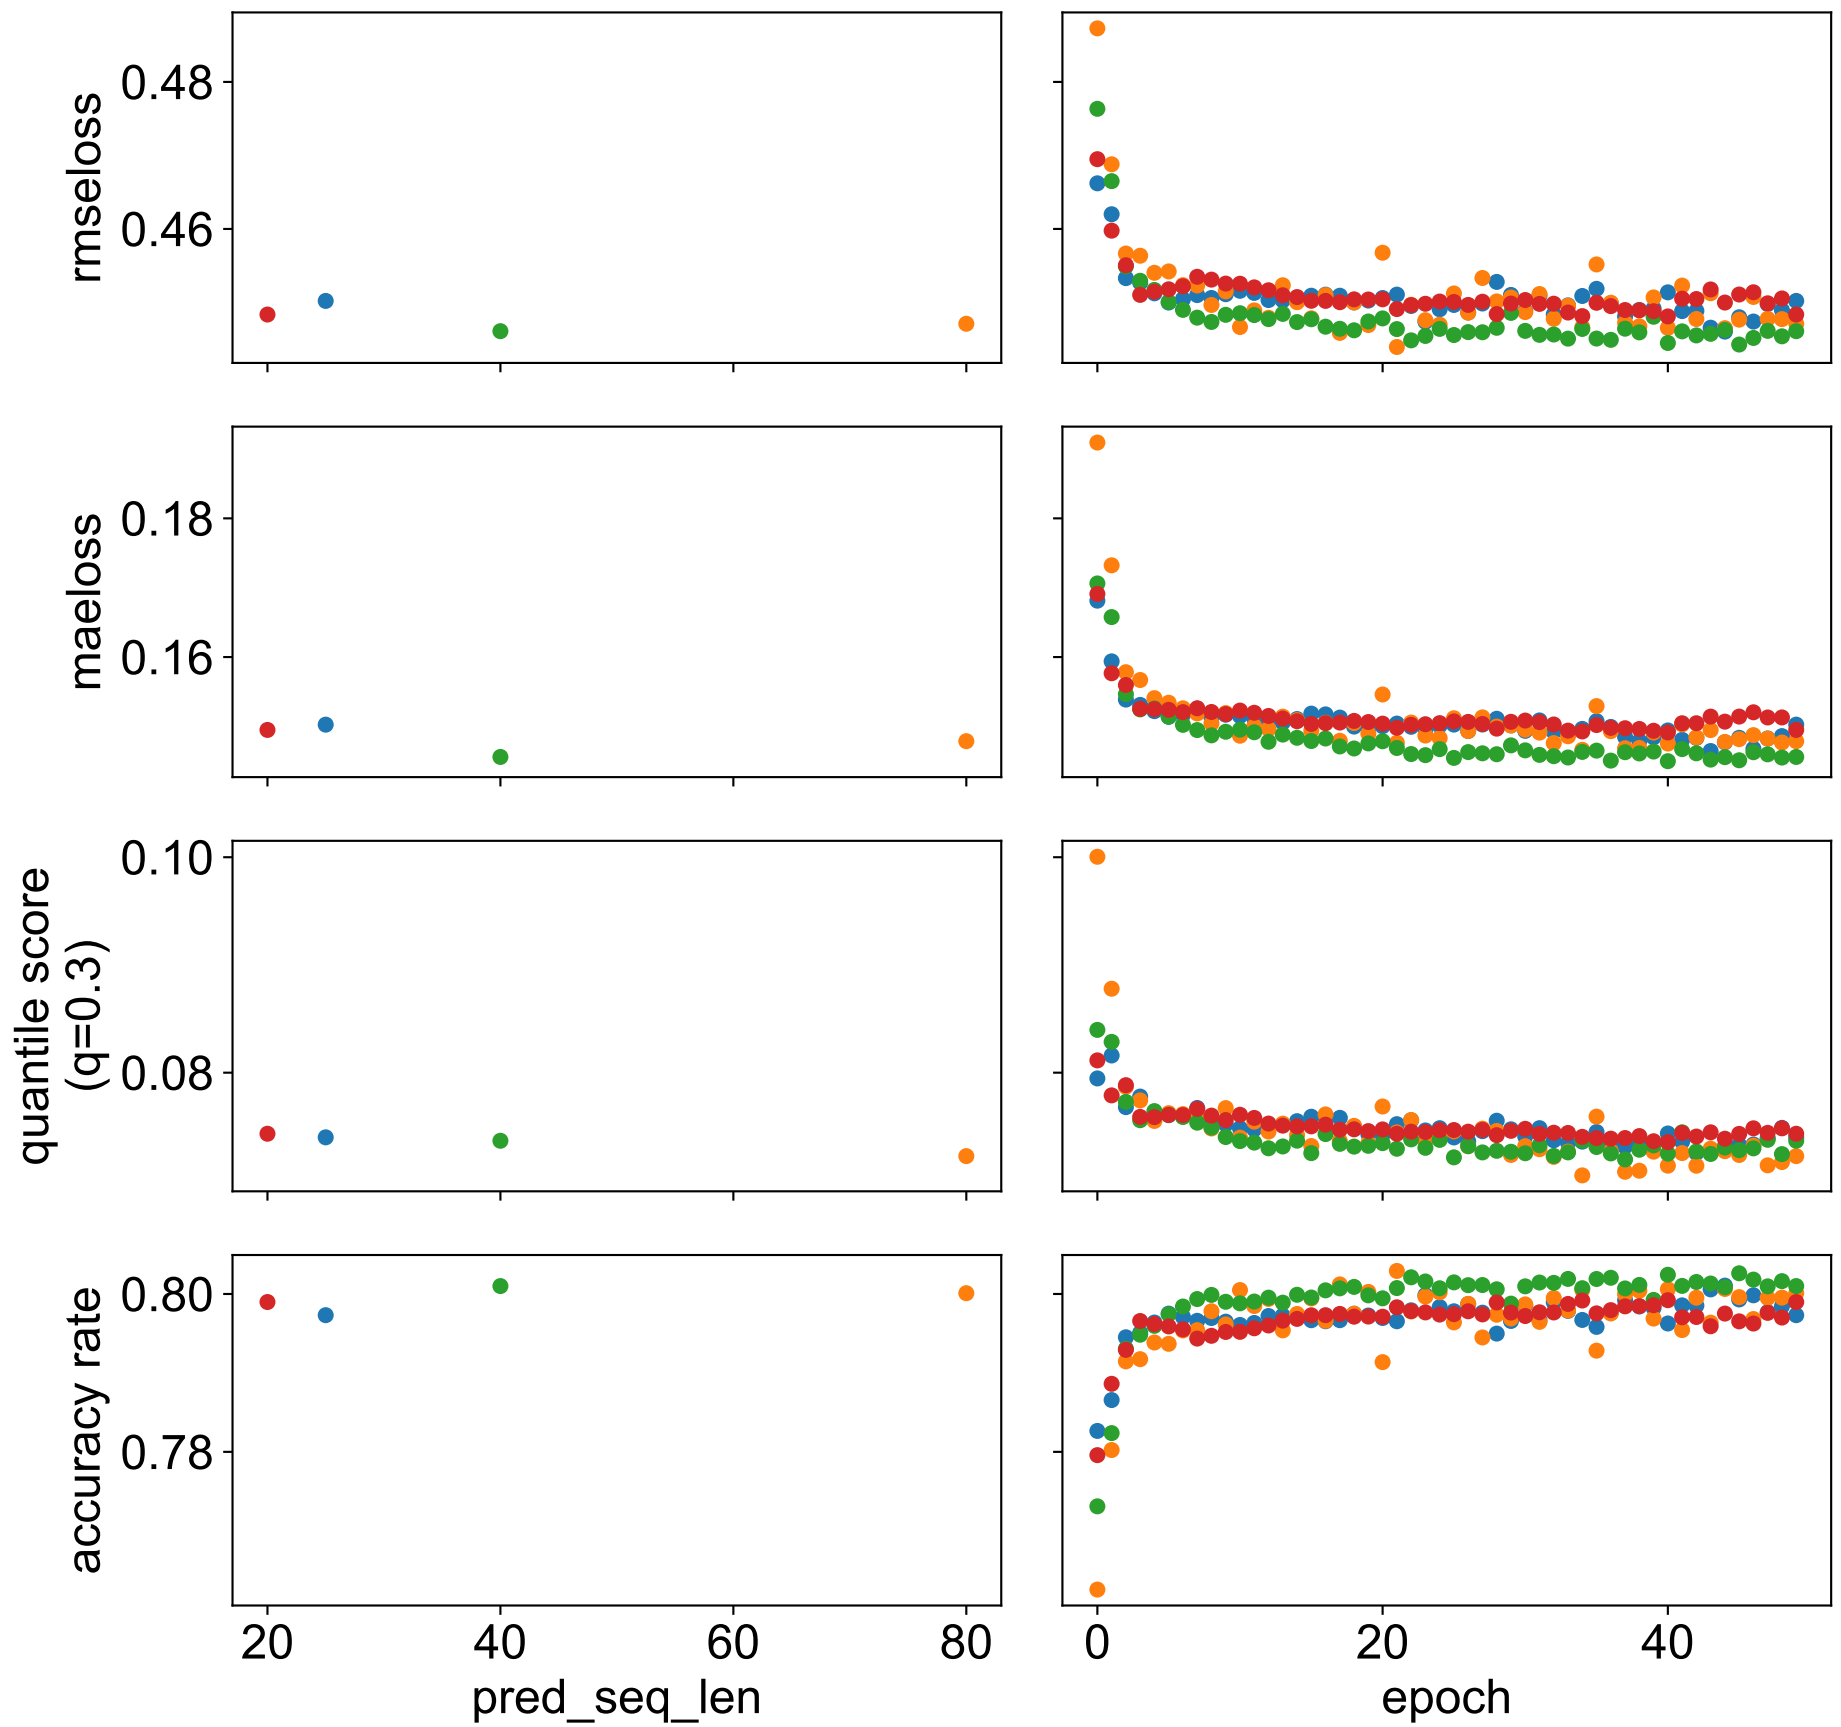 0.48
0.46
rmseloss
0.18
0.16
maeloss
0.10
0.08
quantile score
(q=0.3)
0.80
0.78
accuracy rate
20 40 60 80
pred_seq_len
0 20 40
epoch